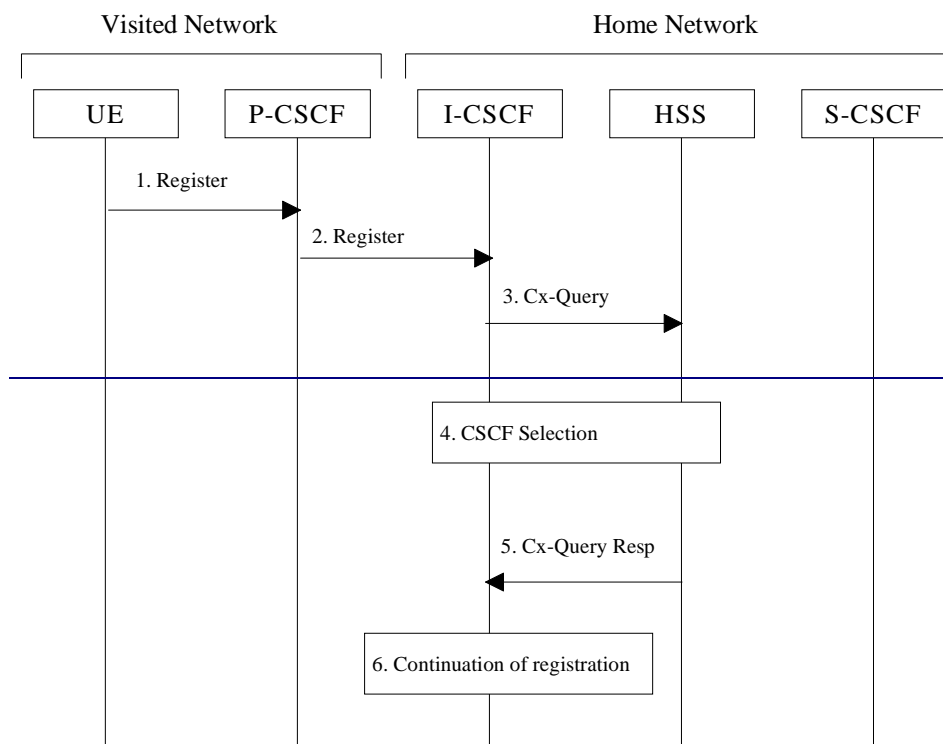 Visited Network
Home Network
UE
P-CSCF
I-CSCF
HSS
S-CSCF
1. Register
2. Register
3. Cx-Query
4. CSCF Selection
5. Cx-Query Resp
6. Continuation of registration